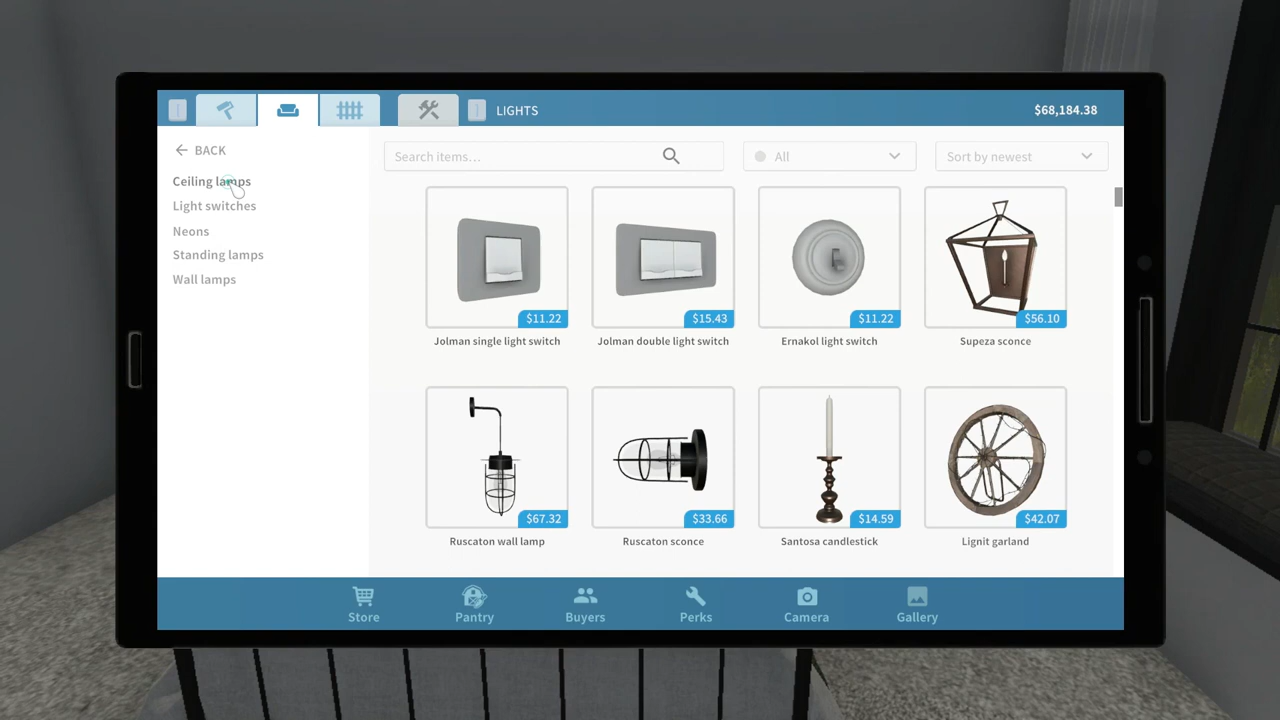 LIGHTS
$68,184.38
BACK
Ceiling lamps
Light switches
Neons
Standing lamps
Wall lamps
Search items...
All
Sort by newest
$11.22
$15.43
$11.22
$56.10
Jolman single light switch
Jolman double light switch
Ernakol light switch
Supeza sconce
$67.32
$33.66
$14.59
$42.07
Ruscaton wall lamp
Ruscaton sconce
Santosa candlestick
Lignit garland
Store
Pantry
Buyers
Perks
Camera
Gallery